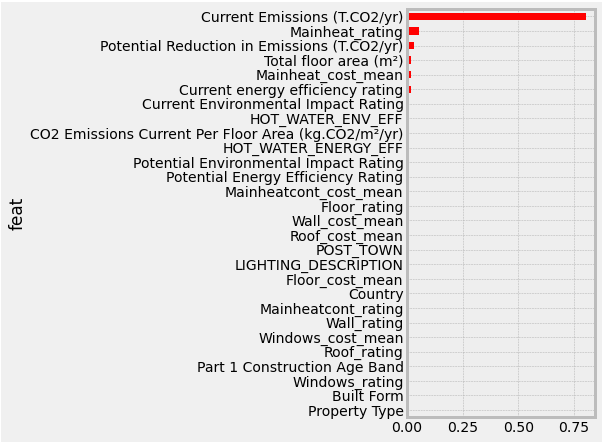 Current Emissions (T.CO2/yr)
Mainheat_rating
Potential Reduction in Emissions (T.CO2/yr)
Total floor area (m²)
Mainheat_cost_mean
Current energy efficiency rating
Current Environmental Impact Rating
HOT_WATER_ENV_EFF
CO2 Emissions Current Per Floor Area (kg.CO2/m²/yr)
HOT_WATER_ENERGY_EFF
Potential Environmental Impact Rating
Potential Energy Efficiency Rating
Mainheatcont_cost_mean
Floor_rating
Wall_cost_mean
Roof_cost_mean
POST_TOWN
LIGHTING_DESCRIPTION
Floor_cost_mean
Country
Mainheatcont_rating
Wall_rating
Windows_cost_mean
Roof_rating
Part 1 Construction Age Band
Windows_rating
Built Form
Property Type
feat
0.00 0.25 0.50 0.75